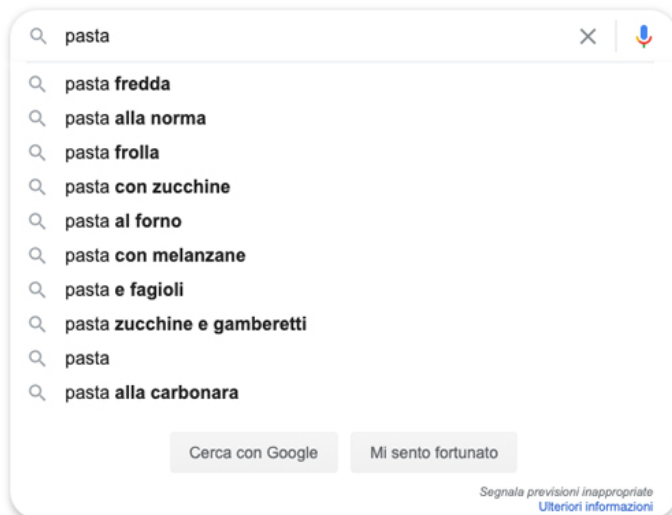 pasta
pasta fredda
pasta alla norma
pasta frolla
pasta con zucchine
pasta al forno
pasta con melanzane
pasta e fagioli
pasta zucchine e gamberetti
pasta
pasta alla carbonara
Cerca con Google Mi sento fortunato
Segnala previsioni inappropriate
Ulteriori informazioni